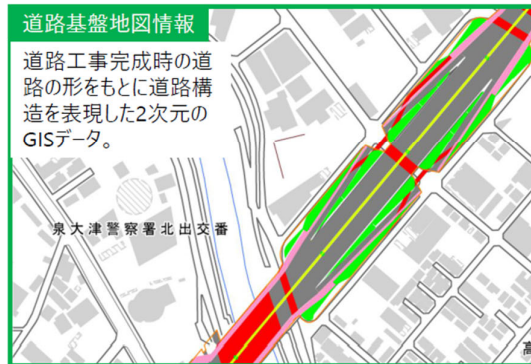 道路基盤地図情報
道路工事完成時の道
路の形をもとに道路構
造を表現した2次元の
GISデータ。
泉大津警察署北出交番
高